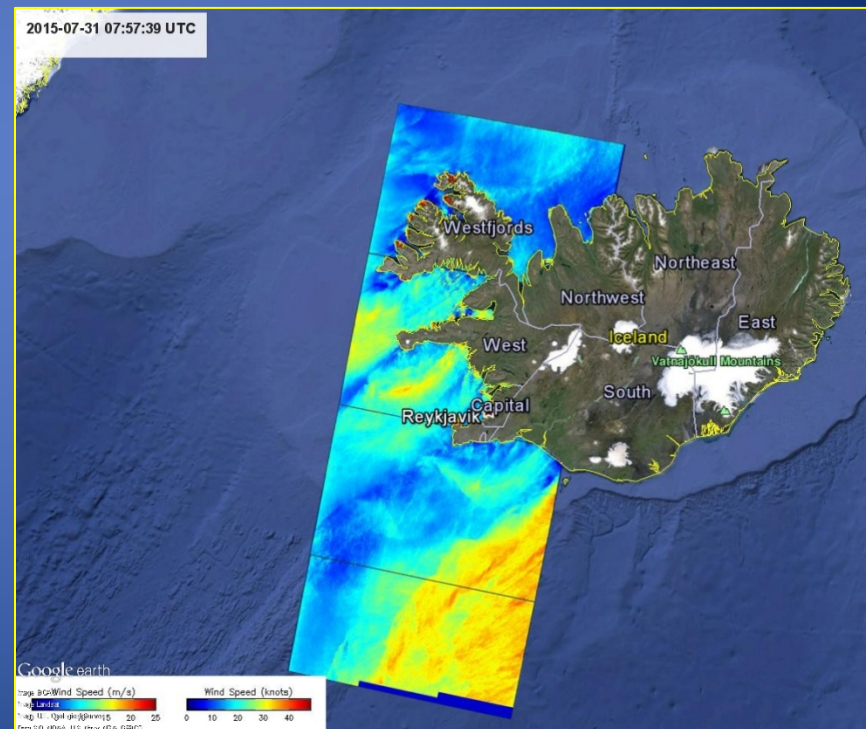 2015-07-31 07:57:39 UTC
Westfjords
Northeast
Northwest
East
Iceland
West
Vatnajokull Mountains
South
Capital
Reykjavik
Google earth
Wind Speed (m/s)
Wind Speed (knots)
15 20 25
0 10 20 30 40
Image Landsat